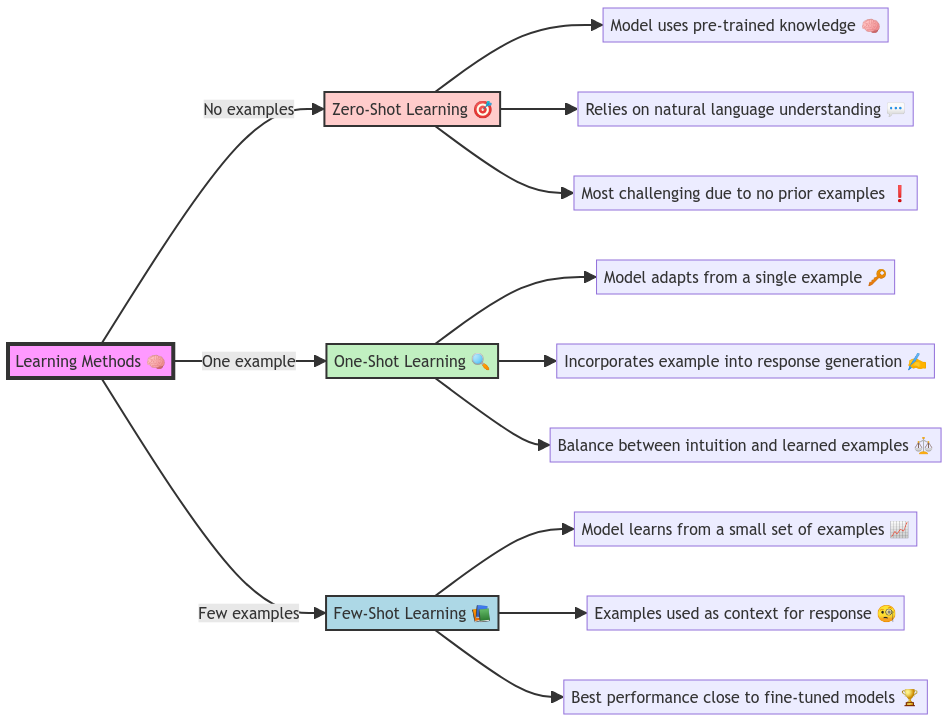 Learning Methods 🧠
No examples
Zero-Shot Learning 🎯
Model uses pre-trained knowledge 🧠
Relies on natural language understanding 💬
Most challenging due to no prior examples ❗
One example
One-Shot Learning 🔍
Model adapts from a single example 🔑
Incorporates example into response generation ✍️
Balance between intuition and learned examples ⚖️
Few examples
Few-Shot Learning 📚
Model learns from a small set of examples 📈
Examples used as context for response 🧐
Best performance close to fine-tuned models 🏆